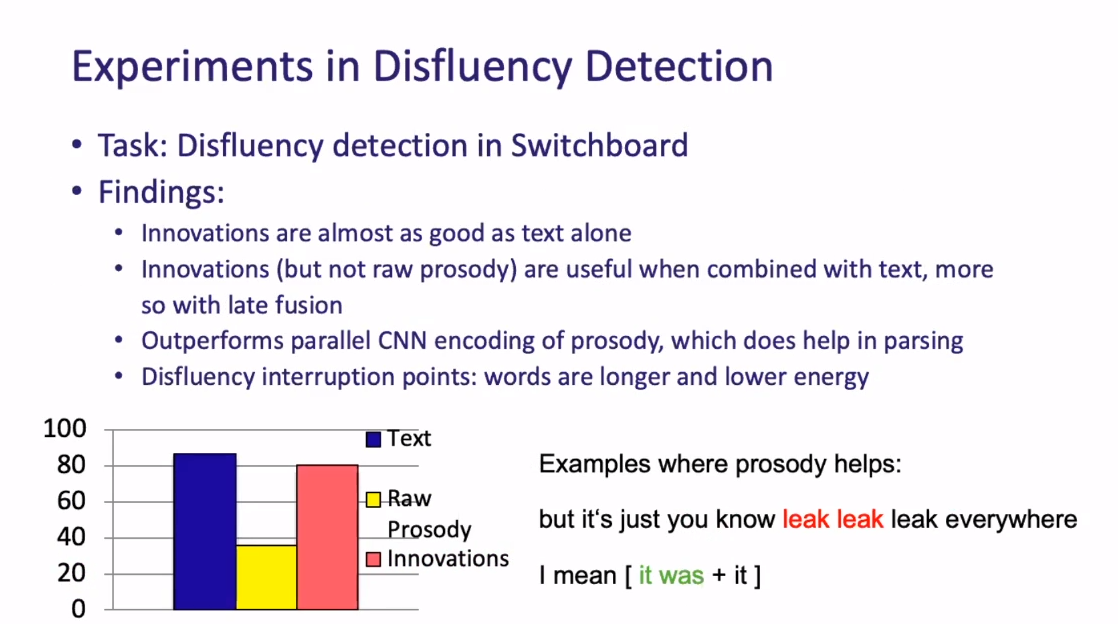 Experiments in Disfluency Detection
• Task: Disfluency detection in Switchboard
• Findings:
• Innovations are almost as good as text alone
• Innovations (but not raw prosody) are useful when combined with text, more
so with late fusion
• Outperforms parallel CNN encoding of prosody, which does help in parsing
• Disfluency interruption points: words are longer and lower energy
100
80
60
40
20
0
Text
Raw
Prosody
Innovations
Examples where prosody helps:
but it‘s just you know leak leak leak everywhere
I mean [ it was + it ]